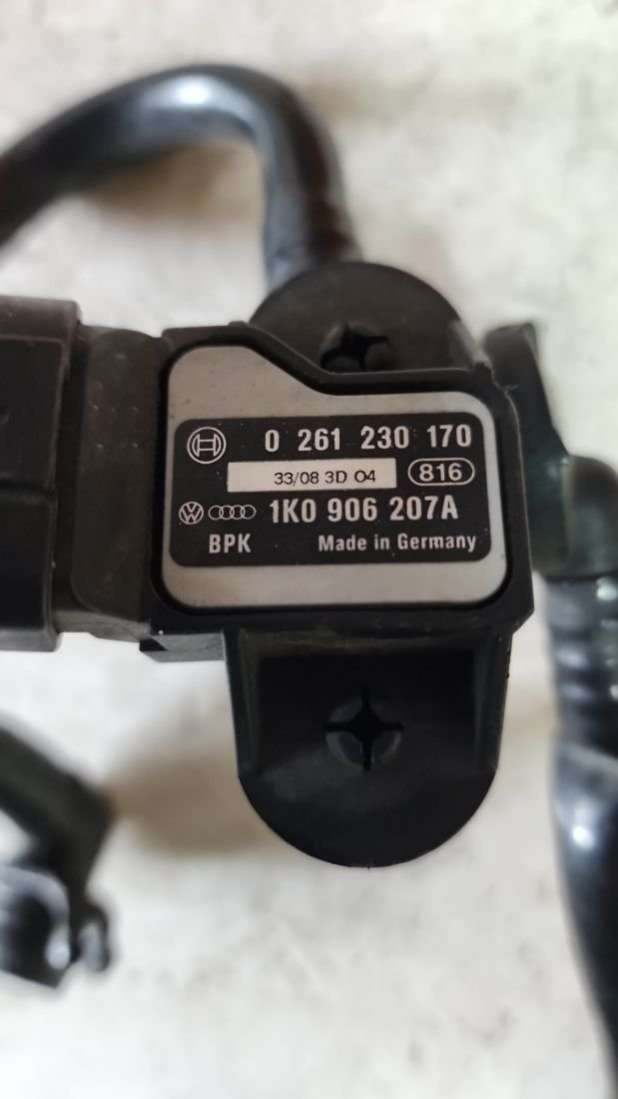 0 261 230 170
33/08 3D 04 816
1K0 906 207A
BPK Made in Germany